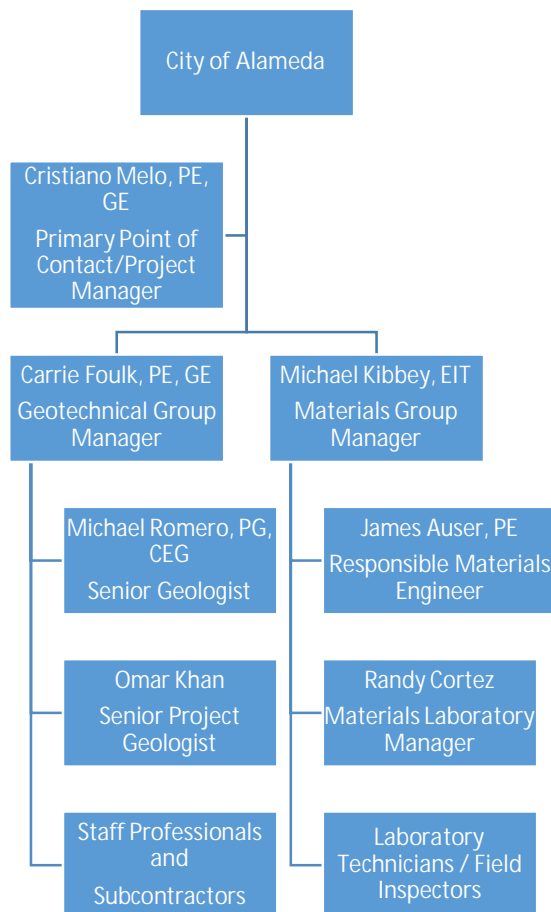 City of Alameda
Cristiano Melo, PE,
GE
Primary Point of
Contact/Project
Manager
Carrie Foulk, PE, GE
Geotechnical Group
Manager
Michael Kibbey, EIT
Materials Group
Manager
Michael Romero, PG,
CEG
Senior Geologist
James Auser, PE
Responsible Materials
Engineer
Omar Khan
Senior Project
Geologist
Randy Cortez
Materials Laboratory
Manager
Staff Professionals
and
Subcontractors
Laboratory
Technicians / Field
Inspectors